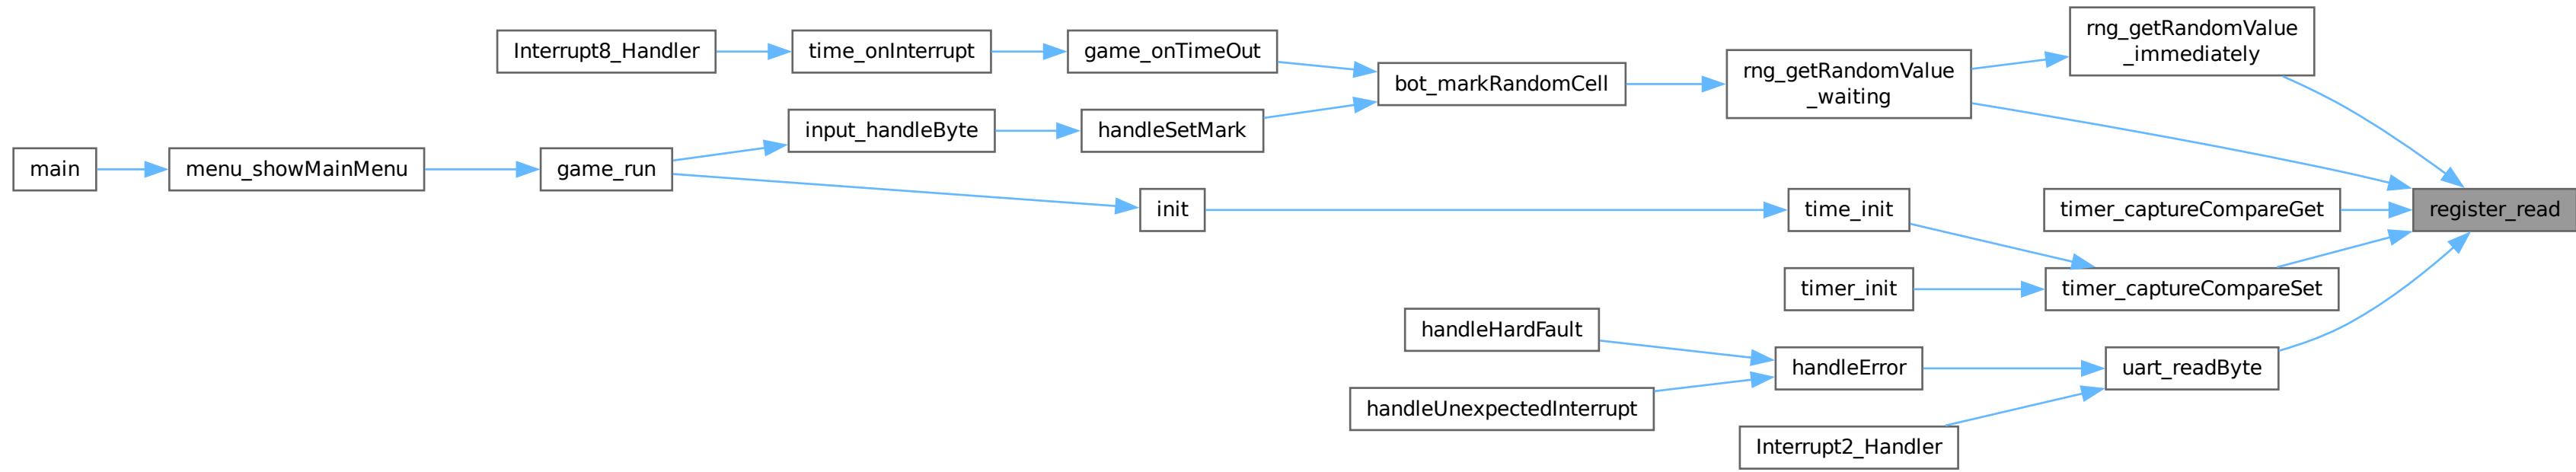 rng_getRandomValue
_immediately
Interrupt8_Handler
time_onInterrupt
game_onTimeOut
rng_getRandomValue
_waiting
bot_markRandomCell
input_handleByte
handleSetMark
main
menu_showMainMenu
game_run
init
time_init
timer_captureCompareGet
register_read
timer_init
timer_captureCompareSet
handleHardFault
handleError
uart_readByte
handleUnexpectedInterrupt
Interrupt2_Handler